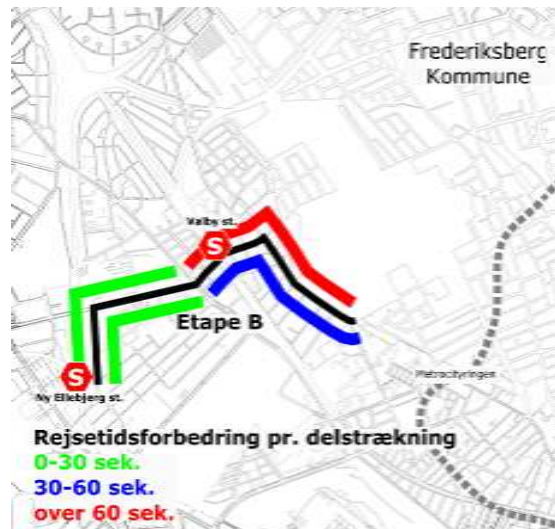 Frederiksberg
Kommune
Valby st.
S
Etape B
Metrocityringen
S
Ny Ellebjerg st.
Rejsetidsforbedring pr. delstrækning
0-30 sek.
30-60 sek.
over 60 sek.